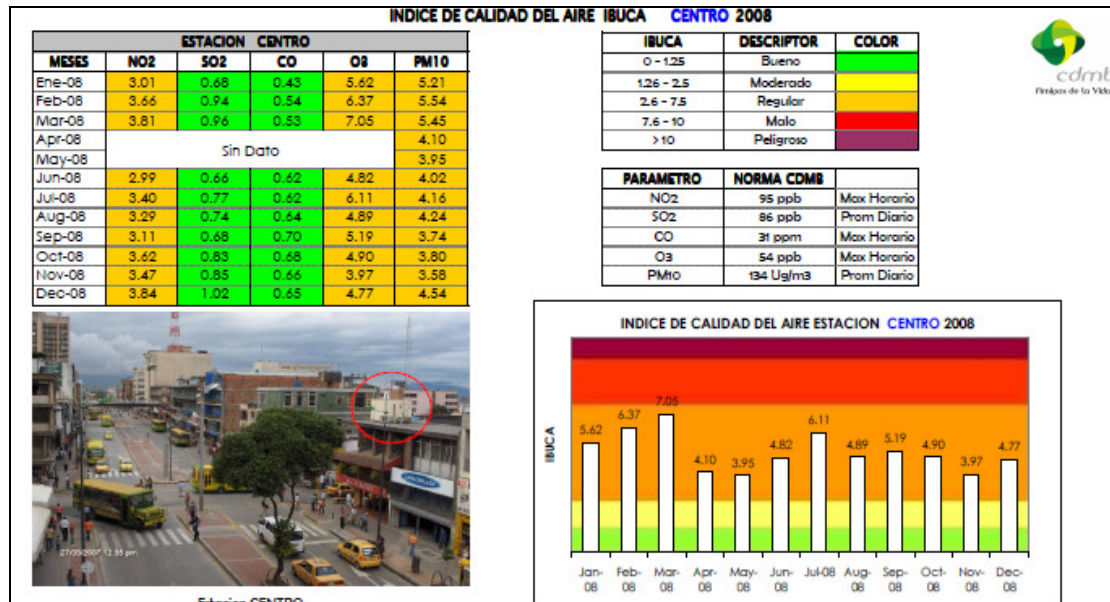 INDICE DE CALIDAD DEL AIRE IBUCA CENTRO 2008
ESTACION CENTRO
MESES NO2 SO2 CO O3 PM10
Ene-08 3.01 0.68 0.43 5.62 5.21
Feb-08 3.66 0.94 0.54 6.37 5.54
Mar-08 3.81 0.96 0.53 7.05 5.45
Apr-08 4.10
Sin Dato
May-08 3.95
Jun-08 2.99 0.66 0.62 4.82 4.02
Jul-08 3.40 0.77 0.62 6.11 4.16
Aug-08 3.29 0.74 0.64 4.89 4.24
Sep-08 3.11 0.68 0.70 5.19 3.74
Oct-08 3.62 0.83 0.68 4.90 3.80
Nov-08 3.47 0.85 0.66 3.97 3.58
Dec-08 3.84 1.02 0.65 4.77 4.54
IBUCA DESCRIPTOR COLOR
0 - 1.25 Bueno
1.26 - 2.5 Moderado
2.6 - 7.5 Regular
7.6 - 10 Malo
>10 Peligroso
cdmb
Amigos de la Vida
PARAMETRO NORMA CDMB
NO2 95 ppb Max Horario
SO2 86 ppb Prom Diario
CO 31 ppm Max Horario
O3 54 ppb Max Horario
PM10 134 Ug/m3 Prom Diario
27/05/2007 12:35 pm
Estacion CENTRO
INDICE DE CALIDAD DEL AIRE ESTACION CENTRO 2008
IBUCA
5.62 6.37 7.05 4.10 3.95 4.82 6.11 4.89 5.19 4.90 3.97 4.77
Jan-08 Feb-08 Mar-08 Apr-08 May-08 Jun-08 Jul-08 Aug-08 Sep-08 Oct-08 Nov-08 Dec-08